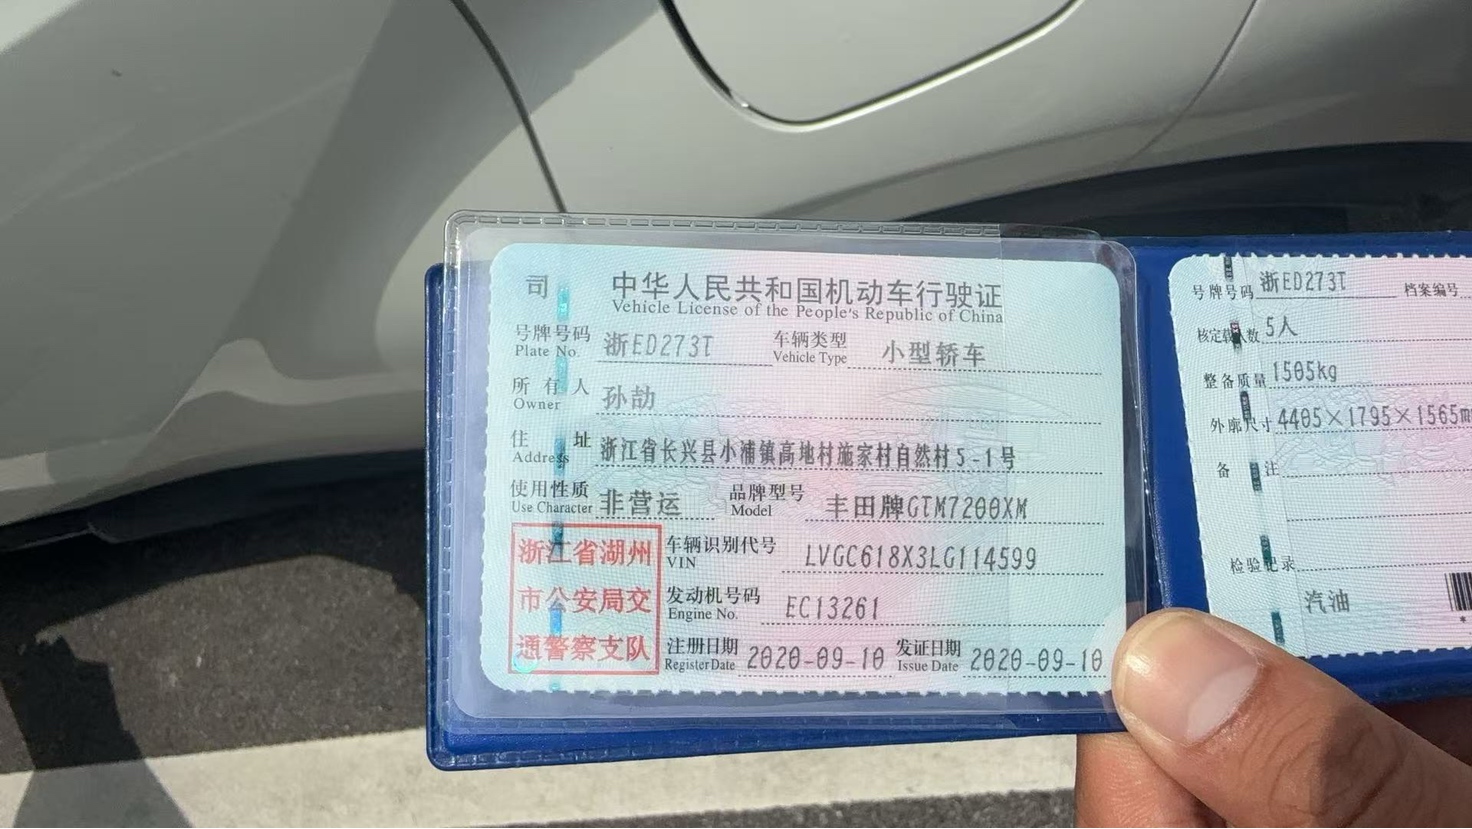 司 中华人民共和国机动车行驶证
Vehicle License of the People's Republic of China
号牌号码 浙ED273T 车辆类型 小型轿车
Plate No. Vehicle Type
所有人 孙劼
Owner
住址 浙江省长兴县小浦镇高地村施家村自然村5-1号
Address
使用性质 非营运 品牌型号 丰田牌GTM7200XM
Use Character Model
浙江省湖州
市公安局交
通警察支队
车辆识别代号 LVGC618X3LG114599
VIN
发动机号码 EC13261
Engine No.
注册日期 2020-09-10 发证日期 2020-09-10
Register Date Issue Date
号牌号码 浙ED273T 档案编号
核定载人数 5人
整备质量 1505kg
外廓尺寸 4405×1795×1565m
备注
检验记录
汽油
*